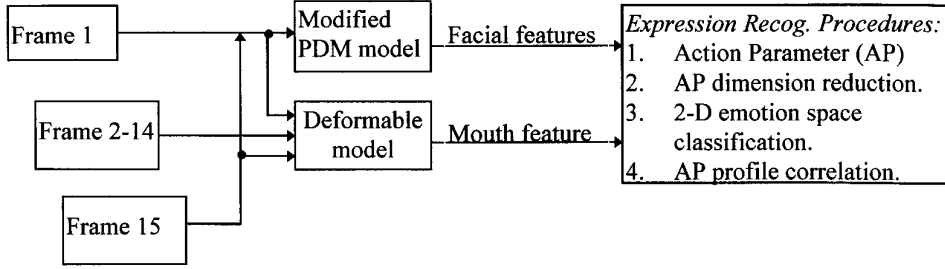 Frame 1
Frame 2-14
Frame 15
Modified
PDM model
Deformable
model
Facial features
Mouth feature
Expression Recog. Procedures:
1. Action Parameter (AP)
2. AP dimension reduction.
3. 2-D emotion space
classification.
4. AP profile correlation.